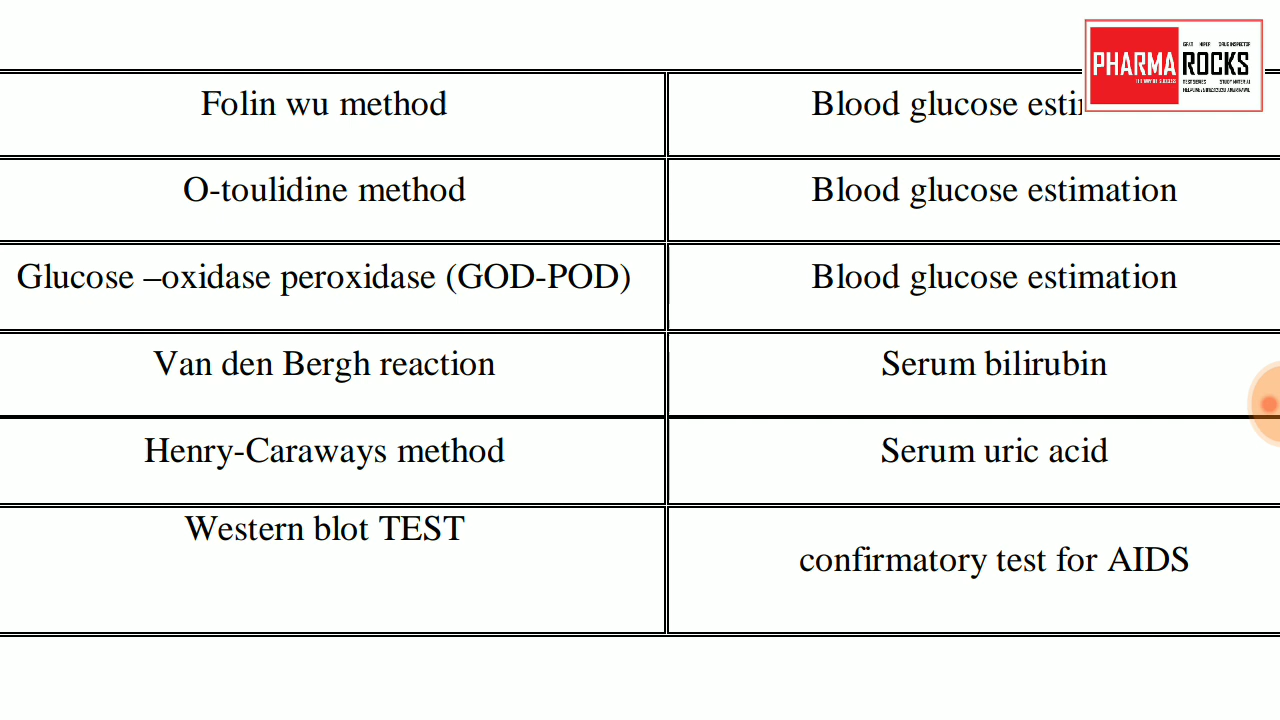 PHARMA ROCKS
Folin wu method Blood glucose
O-toulidine method Blood glucose estimation
Glucose –oxidase peroxidase (GOD-POD) Blood glucose estimation
Van den Bergh reaction Serum bilirubin
Henry-Caraways method Serum uric acid
Western blot TEST
confirmatory test for AIDS